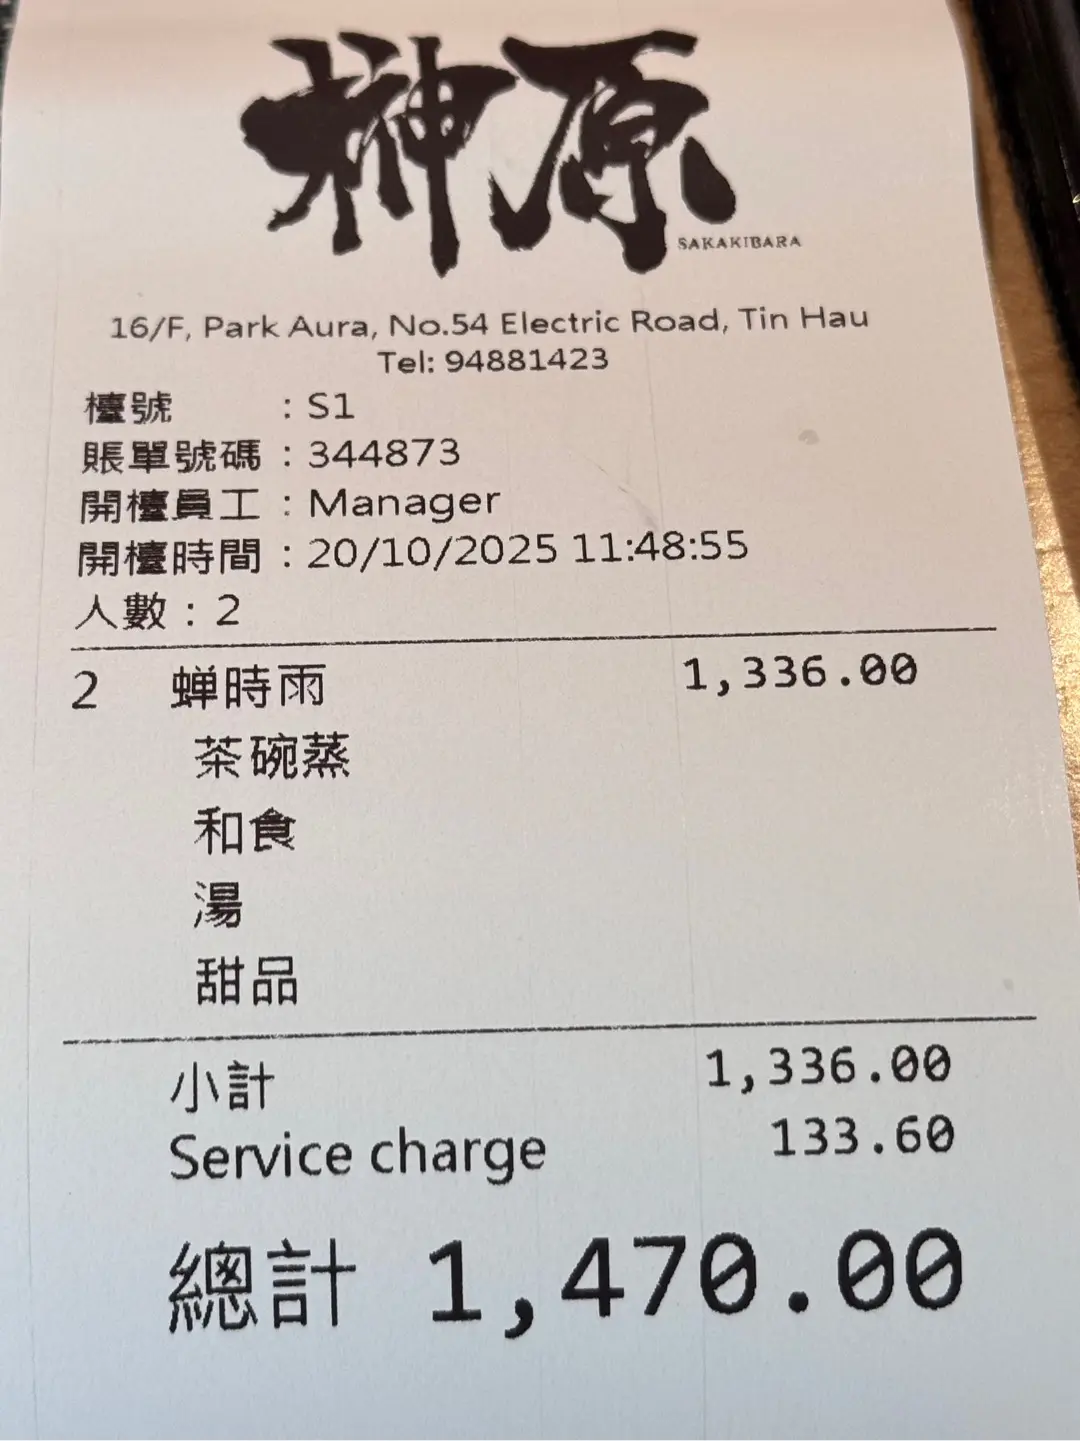 榊原
SAKAKIBARA
16/F, Park Aura, No.54 Electric Road, Tin Hau
Tel: 94881423
檯號 : S1
賬單號碼 : 344873
開檯員工 : Manager
開檯時間 : 20/10/2025 11:48:55
人數 : 2
2 蝉時雨 1,336.00
茶碗蒸
和食
湯
甜品
小計 1,336.00
Service charge 133.60
總計 1,470.00